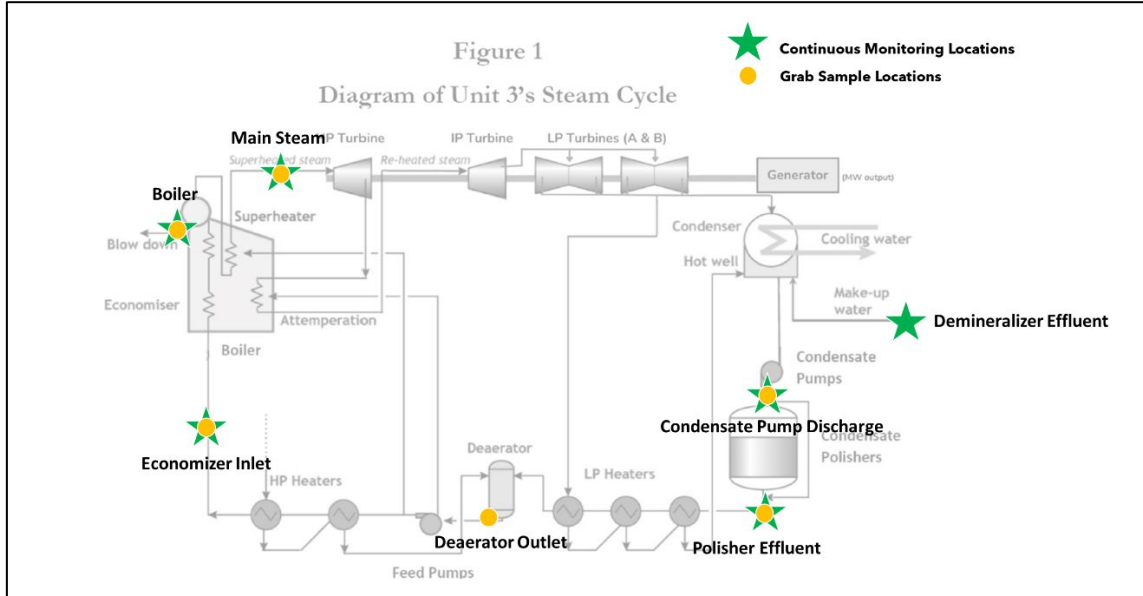 Figure 1
Diagram of Unit 3's Steam Cycle
Continuous Monitoring Locations
Grab Sample Locations
Main Steam
HP Turbine
IP Turbine
LP Turbines (A & B)
Superheated steam
Re-heated steam
Generator
(MW output)
Boiler
Superheater
Blow down
Condenser
Cooling water
Hot well
Economiser
Attemperation
Make-up
water
Demineralizer Effluent
Boiler
Condensate
Pumps
Condensate Pump Discharge
Condensate
Polishers
Economizer Inlet
Deaerator
HP Heaters
LP Heaters
Deaerator Outlet
Polisher Effluent
Feed Pumps